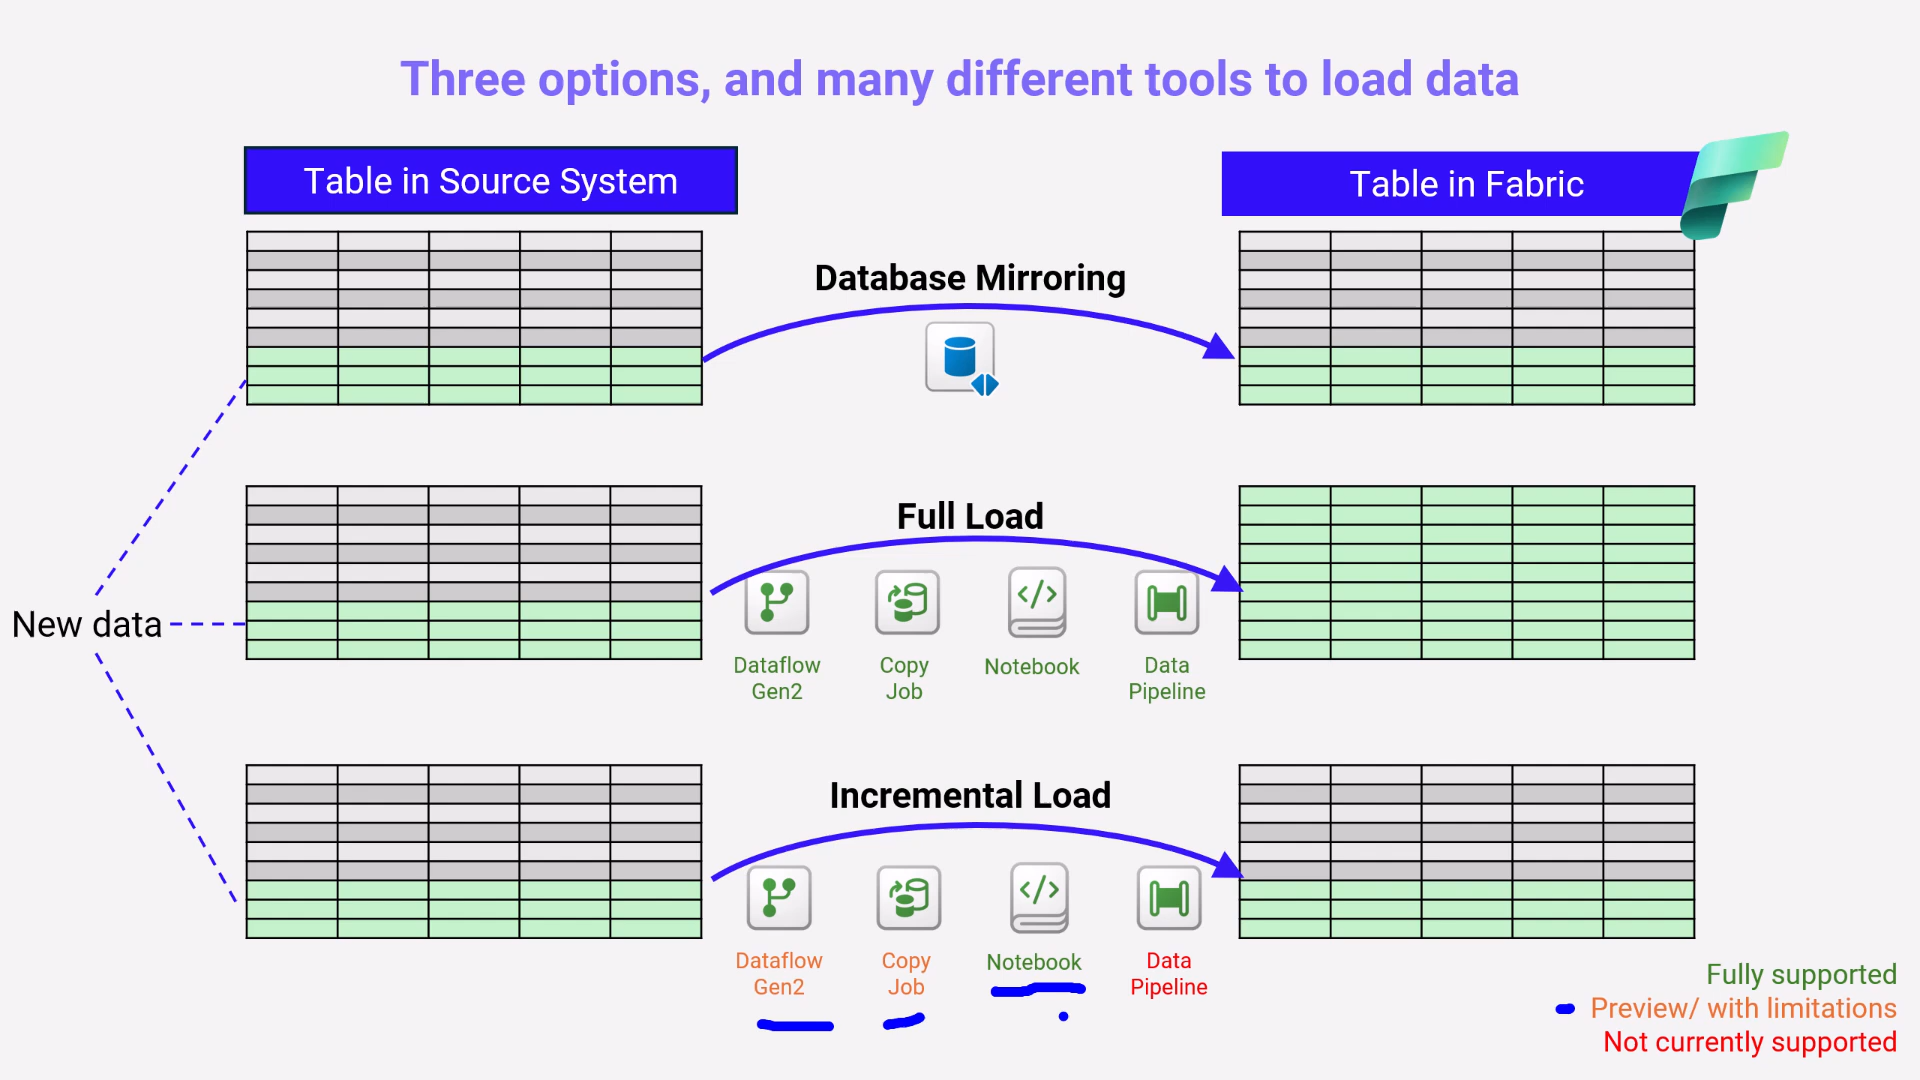 Three options, and many different tools to load data
Table in Source System
Table in Fabric
Database Mirroring
Full Load
Dataflow
Gen2
Copy
Job
Notebook
Data
Pipeline
New data
Incremental Load
Dataflow
Gen2
Copy
Job
Notebook
Data
Pipeline
Fully supported
Preview/ with limitations
Not currently supported